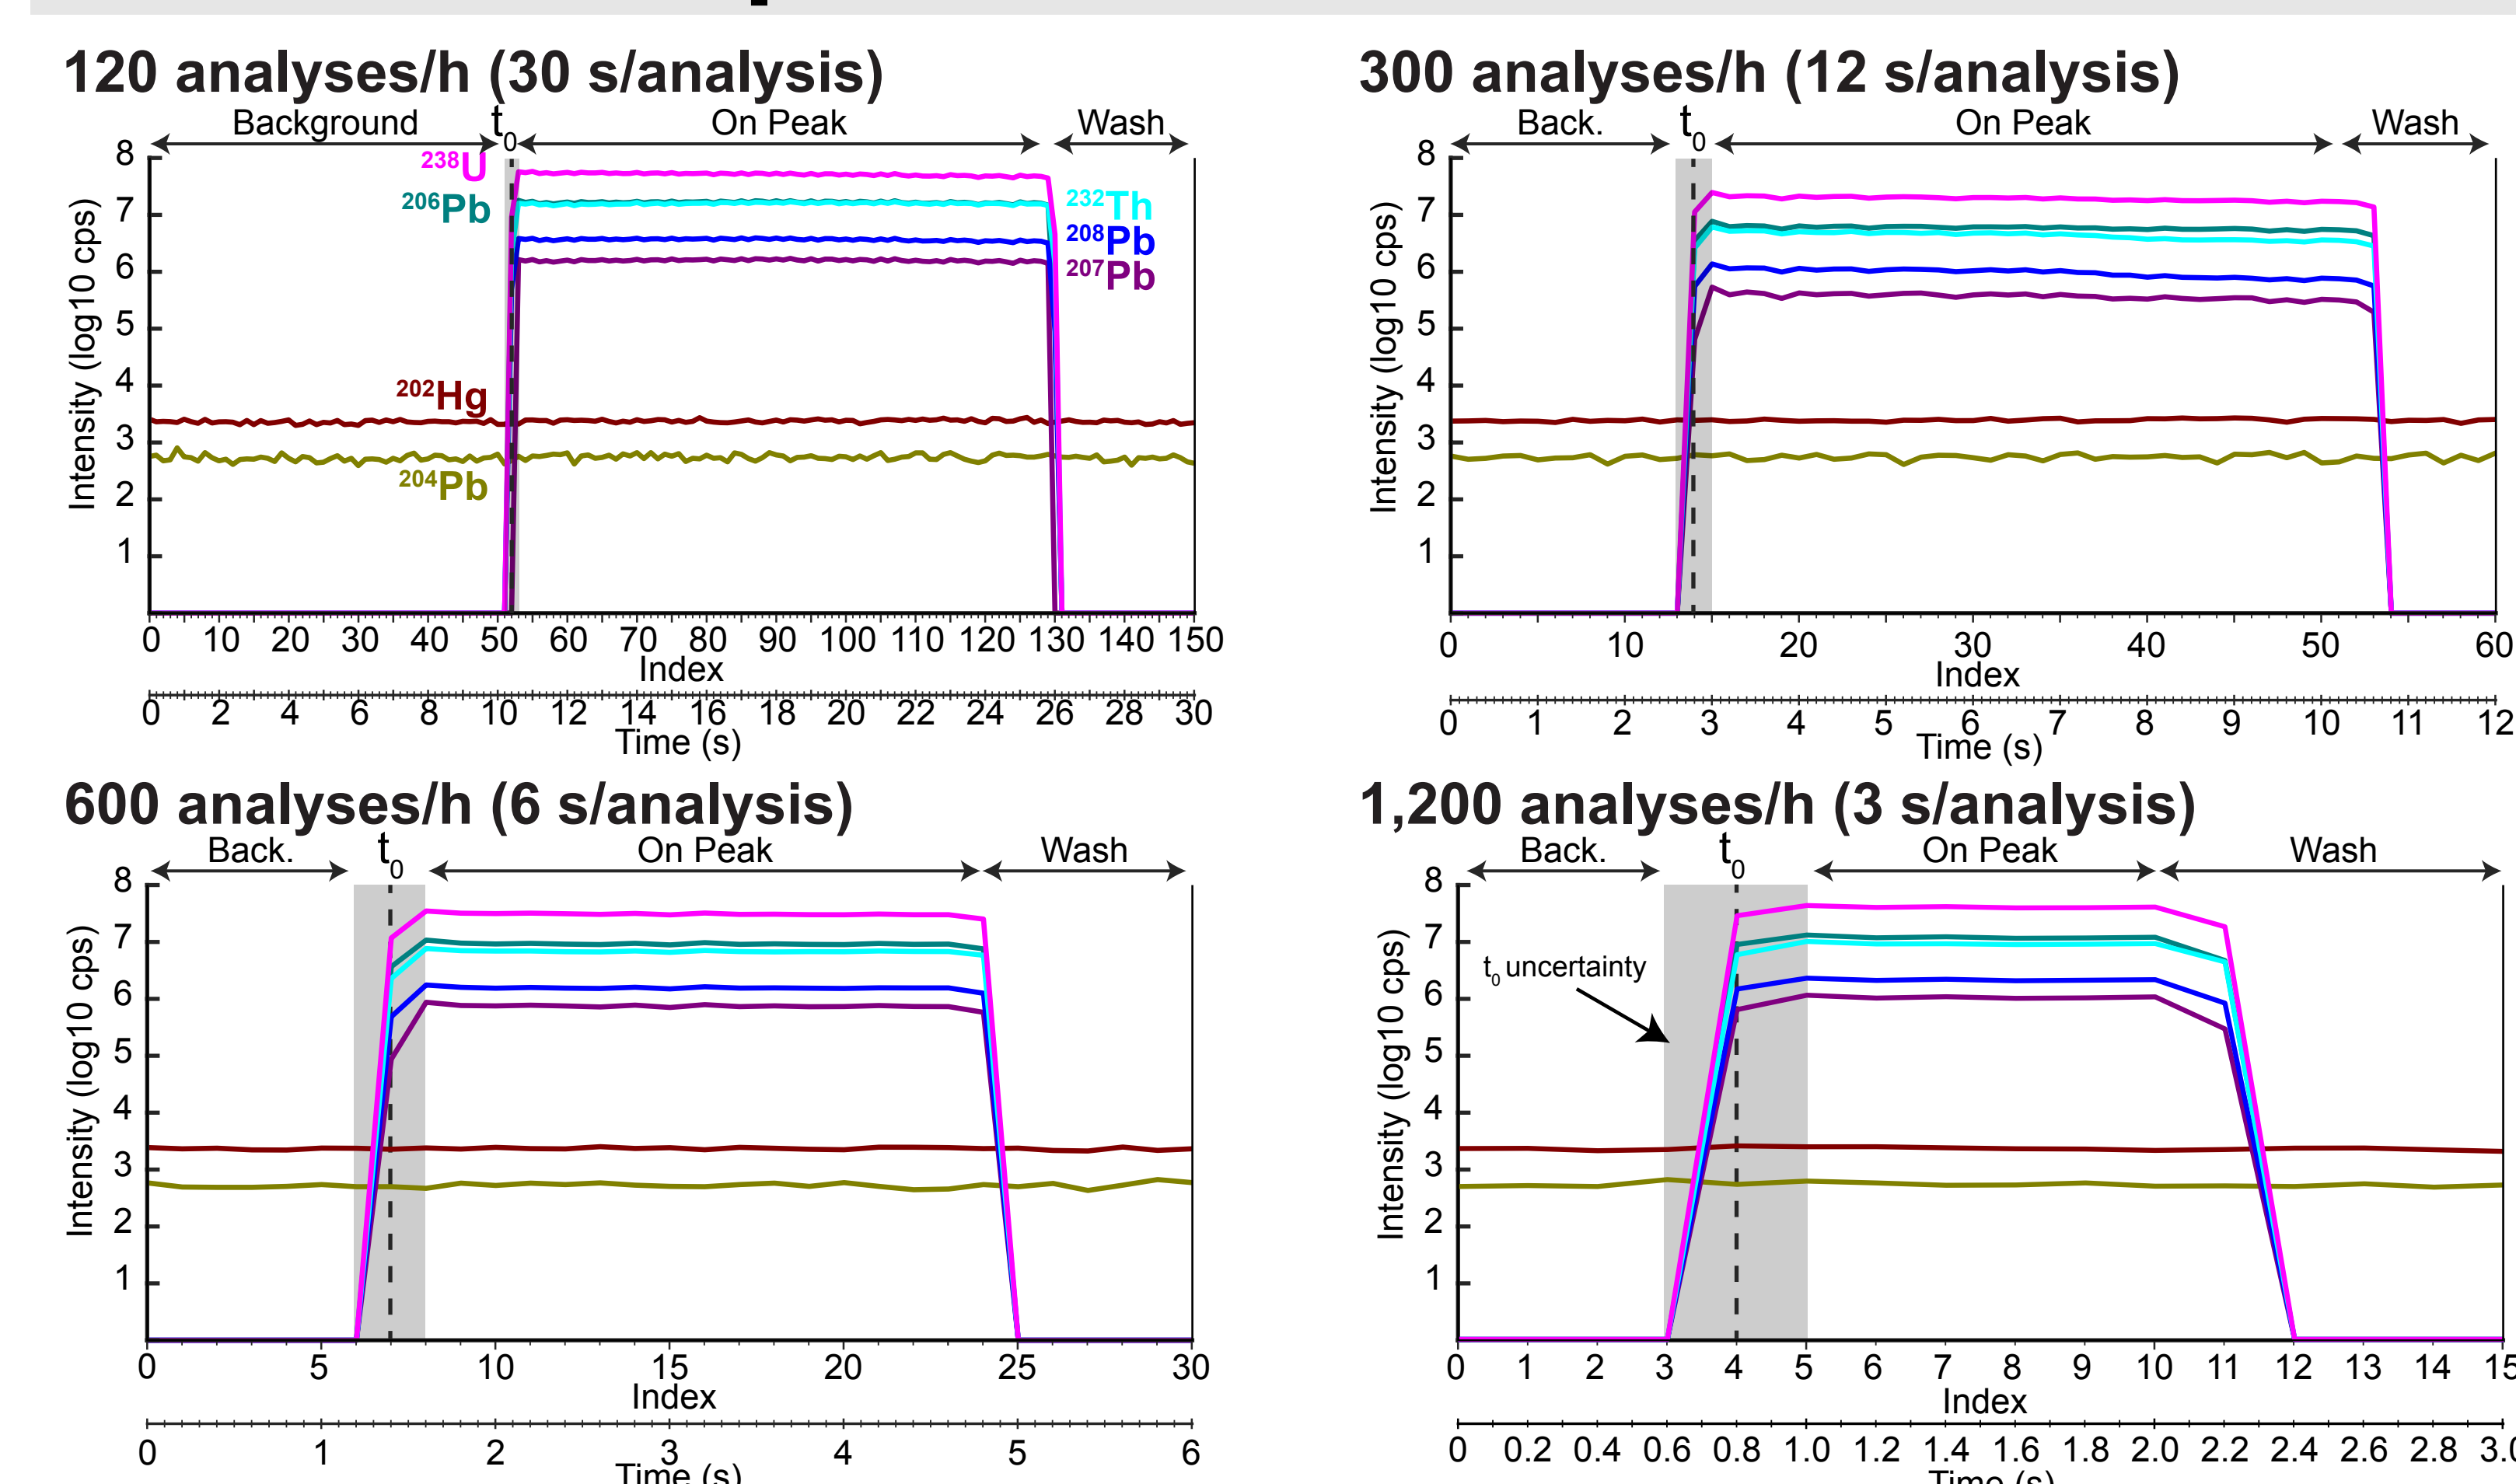 120 analyses/h (30 s/analysis)
Background t0 On Peak Wash
Intensity (log10 cps)
8
7
6
5
4
3
2
1
238U
206Pb
232Th
208Pb
207Pb
202Hg
204Pb
0 10 20 30 40 50 60 70 80 90 100 110 120 130 140 150
Index
0 2 4 6 8 10 12 14 16 18 20 22 24 26 28 30
Time (s)
300 analyses/h (12 s/analysis)
Back. t0 On Peak Wash
Intensity (log10 cps)
8
7
6
5
4
3
2
1
0 10 20 30 40 50 60
Index
0 1 2 3 4 5 6 7 8 9 10 11 12
Time (s)
600 analyses/h (6 s/analysis)
Back. t0 On Peak Wash
Intensity (log10 cps)
8
7
6
5
4
3
2
1
0 5 10 15 20 25 30
Index
0 1 2 3 4 5 6
Time (s)
1,200 analyses/h (3 s/analysis)
Back. t0 On Peak Wash
Intensity (log10 cps)
8
7
6
5
4
3
2
1
t0 uncertainty
0 1 2 3 4 5 6 7 8 9 10 11 12 13 14 15
Index
0 0.2 0.4 0.6 0.8 1.0 1.2 1.4 1.6 1.8 2.0 2.2 2.4 2.6 2.8 3.0
Time (s)